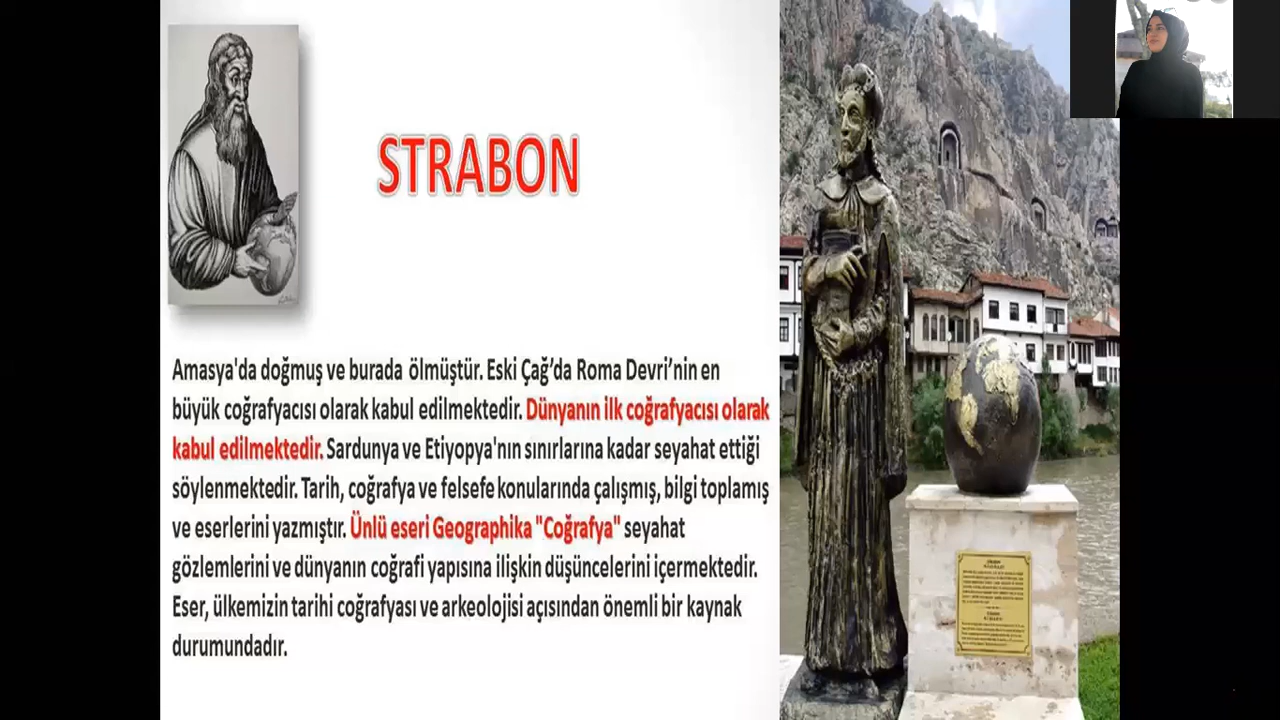 STRABON
Amasya'da doğmuş ve burada ölmüştür. Eski Çağ’da Roma Devri’nin en
büyük coğrafyacısı olarak kabul edilmektedir. Dünyanın ilk coğrafyacısı olarak
kabul edilmektedir. Sardunya ve Etiyopya'nın sınırlarına kadar seyahat ettiği
söylenmektedir. Tarih, coğrafya ve felsefe konularında çalışmış, bilgi toplamış
ve eserlerini yazmıştır. Ünlü eseri Geographika "Coğrafya" seyahat
gözlemlerini ve dünyanın coğrafi yapısına ilişkin düşüncelerini içermektedir.
Eser, ülkemizin tarihi coğrafyası ve arkeolojisi açısından önemli bir kaynak
durumundadır.